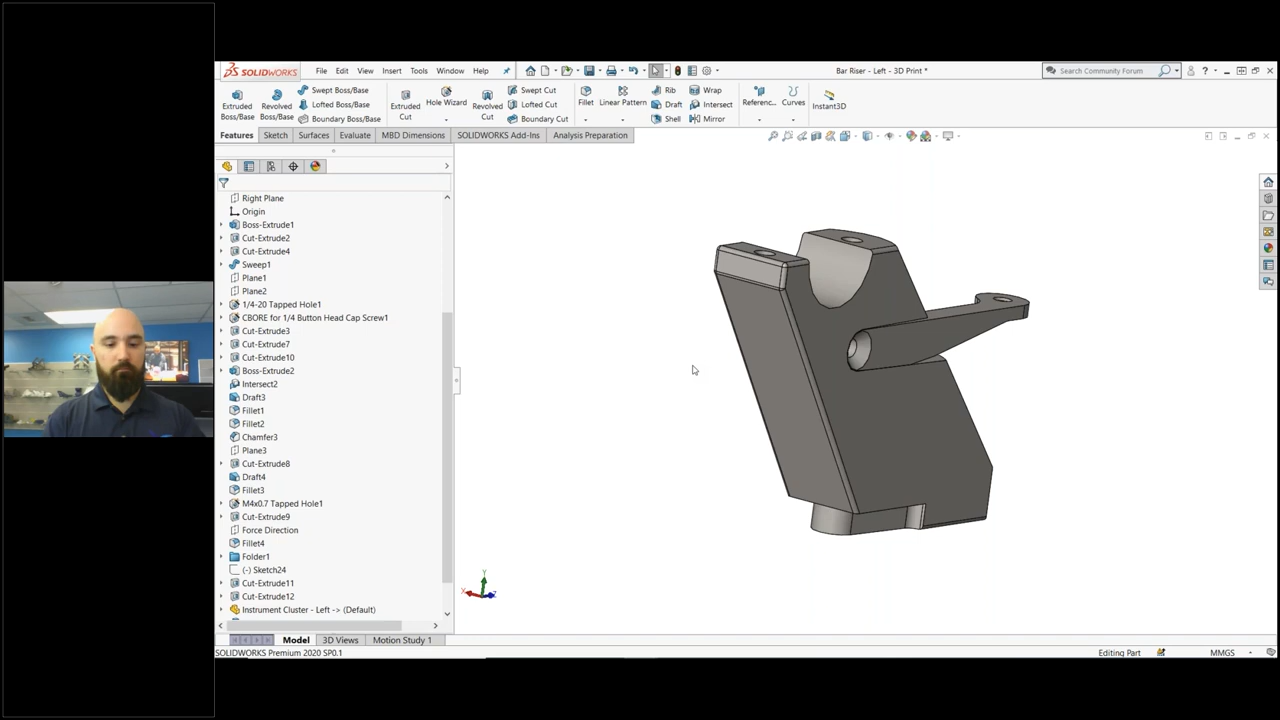 SOLIDWORKS File Edit View Insert Tools Window Help Bar Riser - Left - 3D Print * Search Community Forum
Extruded Boss/Base
Revolved Boss/Base
Swept Boss/Base
Lofted Boss/Base
Boundary Boss/Base
Extruded Cut
Hole Wizard
Revolved Cut
Swept Cut
Lofted Cut
Boundary Cut
Fillet
Linear Pattern
Rib
Draft
Shell
Wrap
Intersect
Mirror
Referenc...
Curves
Instant3D
Features Sketch Surfaces Evaluate MBD Dimensions SOLIDWORKS Add-Ins Analysis Preparation
Right Plane
Origin
Boss-Extrude1
Cut-Extrude2
Cut-Extrude4
Sweep1
Plane1
Plane2
1/4-20 Tapped Hole1
CBORE for 1/4 Button Head Cap Screw1
Cut-Extrude3
Cut-Extrude7
Cut-Extrude10
Boss-Extrude2
Intersect2
Draft3
Fillet1
Fillet2
Chamfer3
Plane3
Cut-Extrude8
Draft4
Fillet3
M4x0.7 Tapped Hole1
Cut-Extrude9
Force Direction
Fillet4
Folder1
(-) Sketch24
Cut-Extrude11
Cut-Extrude12
Instrument Cluster - Left -> (Default)
Y
Model 3D Views Motion Study 1
SOLIDWORKS Premium 2020 SP0.1 Editing Part MMGS